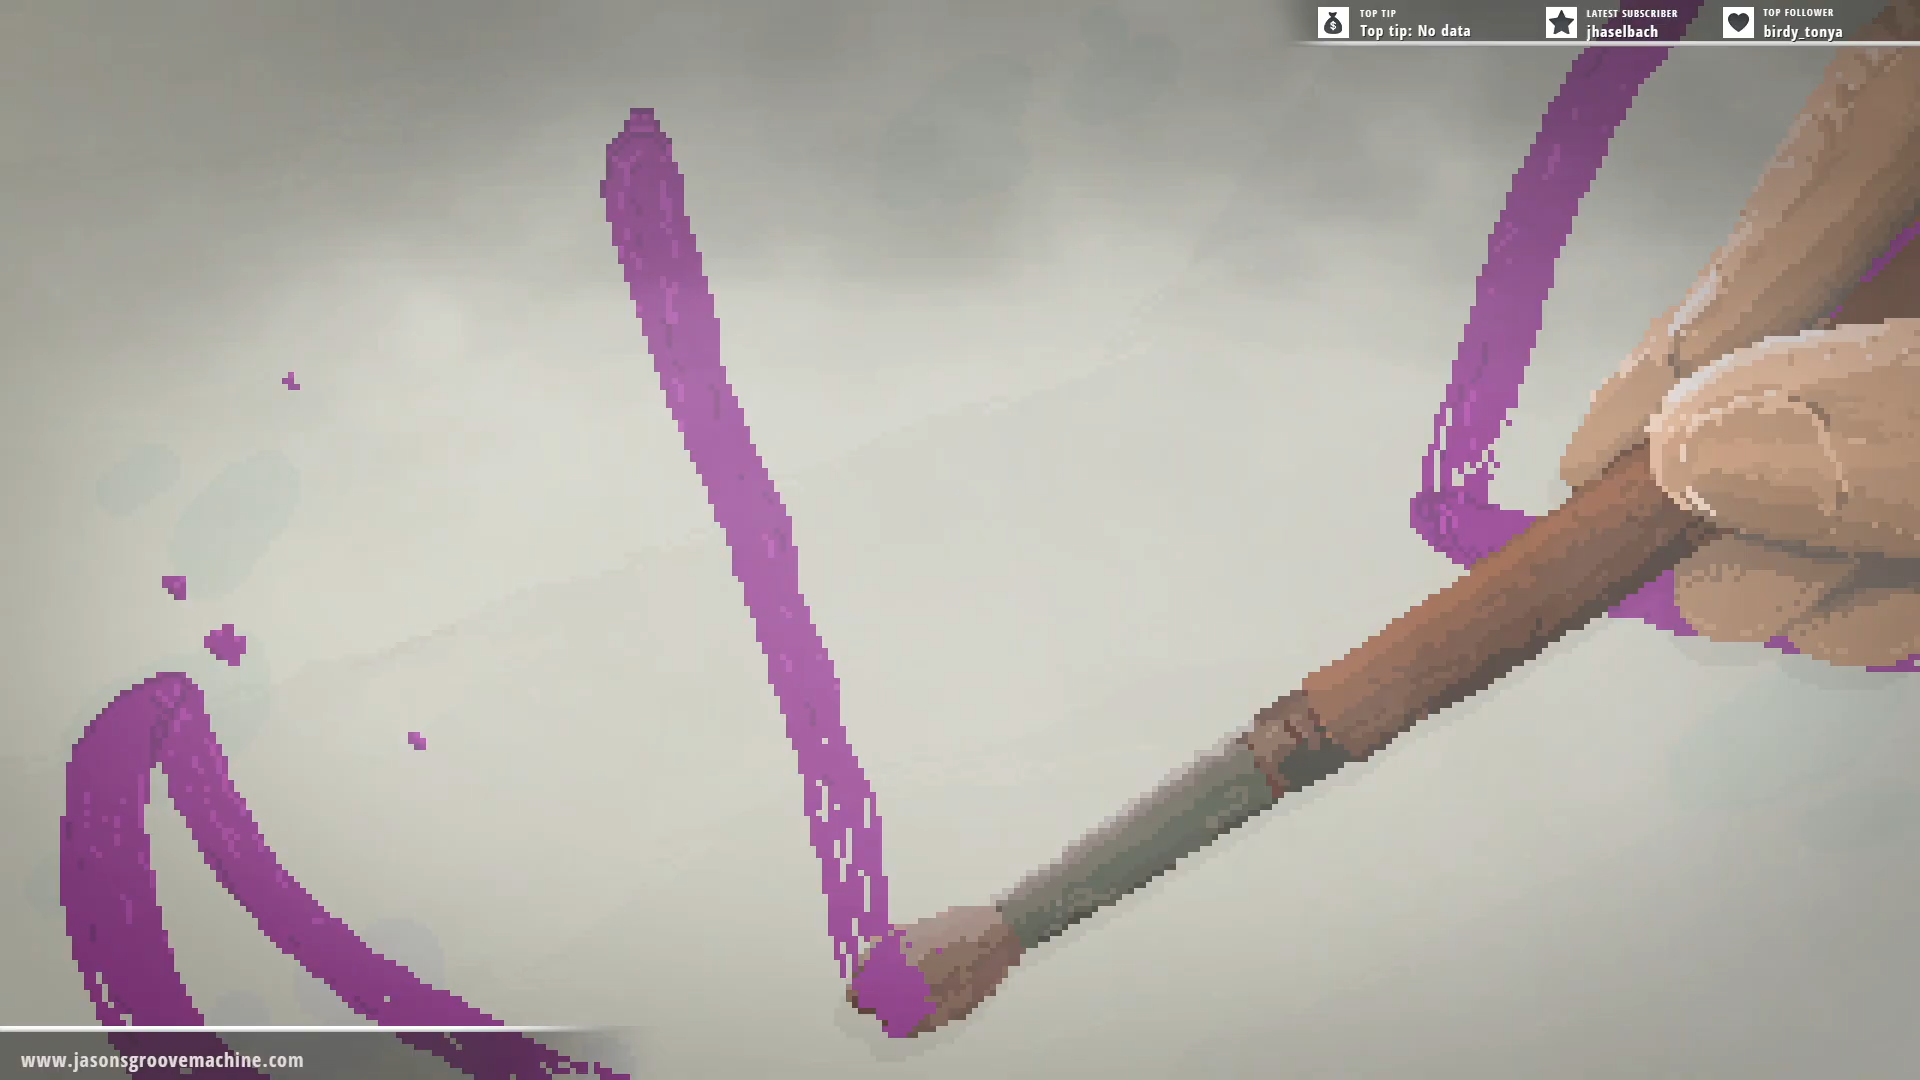 TOP TIP
Top tip: No data
LATEST SUBSCRIBER
jhaselbach
TOP FOLLOWER
birdy_tonya
www.jasonsgroovemachine.com